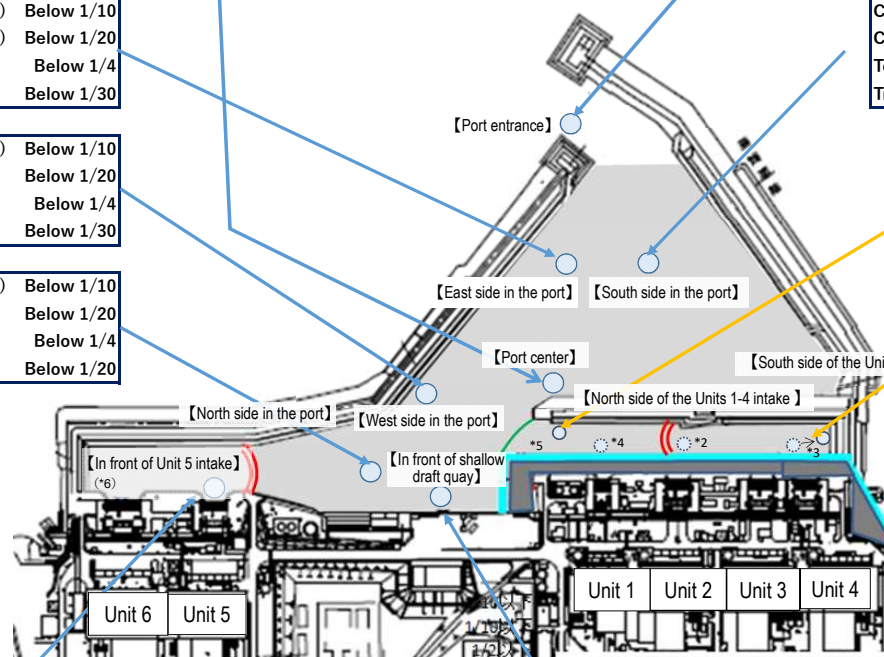 ) Below 1/10
) Below 1/20
Below 1/4
Below 1/30
) Below 1/10
Below 1/20
Below 1/4
Below 1/30
) Below 1/10
Below 1/20
Below 1/4
Below 1/20
【Port entrance】
【East side in the port】
【South side in the port】
【Port center】
【South side of the Uni
【North side of the Units 1-4 intake 】
【North side in the port】
【West side in the port】
*5
*4
*2
*3
【In front of Unit 5 intake】
(*6)
【In front of shallow
draft quay】
Unit 1
Unit 2
Unit 3
Unit 4
Unit 6
Unit 5